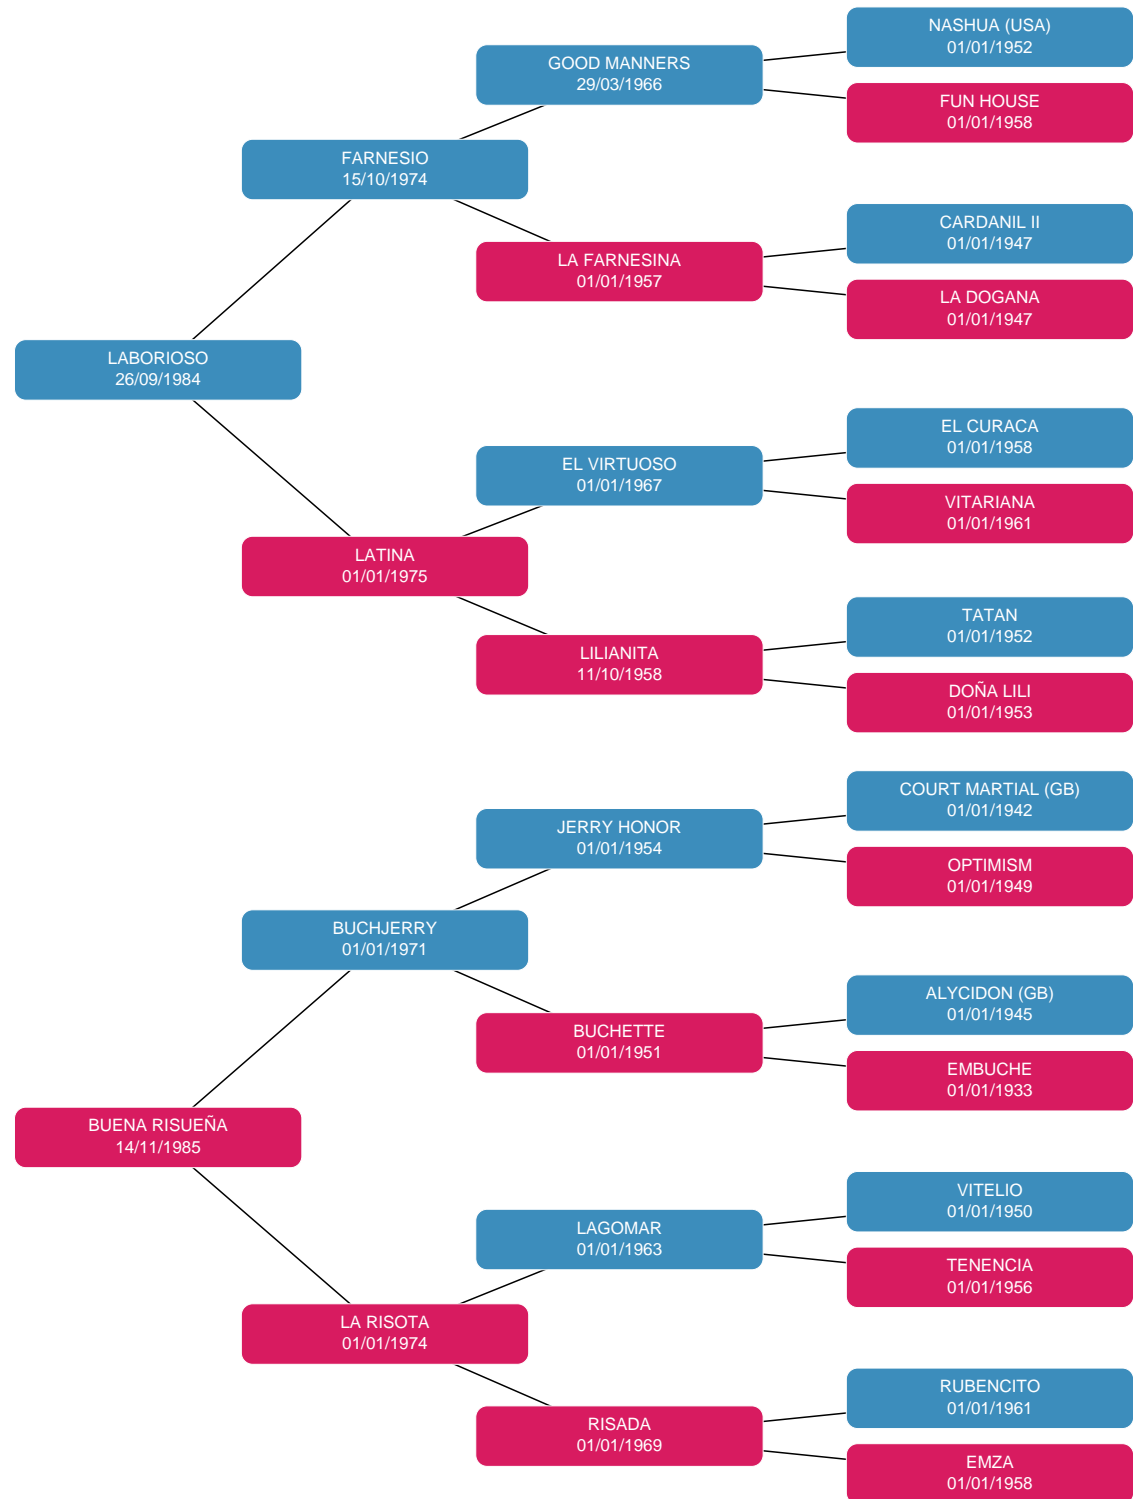 NASHUA (USA)
01/01/1952
GOOD MANNERS
29/03/1966
FUN HOUSE
01/01/1958
FARNESIO
15/10/1974
CARDANIL II
01/01/1947
LA FARNESINA
01/01/1957
LA DOGANA
01/01/1947
LABORIOSO
26/09/1984
EL CURACA
01/01/1958
EL VIRTUOSO
01/01/1967
VITARIANA
01/01/1961
LATINA
01/01/1975
TATAN
01/01/1952
LILIANITA
11/10/1958
DOÑA LILI
01/01/1953
COURT MARTIAL (GB)
01/01/1942
JERRY HONOR
01/01/1954
OPTIMISM
01/01/1949
BUCHJERRY
01/01/1971
ALYCIDON (GB)
01/01/1945
BUCHETTE
01/01/1951
EMBUCHE
01/01/1933
BUENA RISUEÑA
14/11/1985
VITELIO
01/01/1950
LAGOMAR
01/01/1963
TENENCIA
01/01/1956
LA RISOTA
01/01/1974
RUBENCITO
01/01/1961
RISADA
01/01/1969
EMZA
01/01/1958